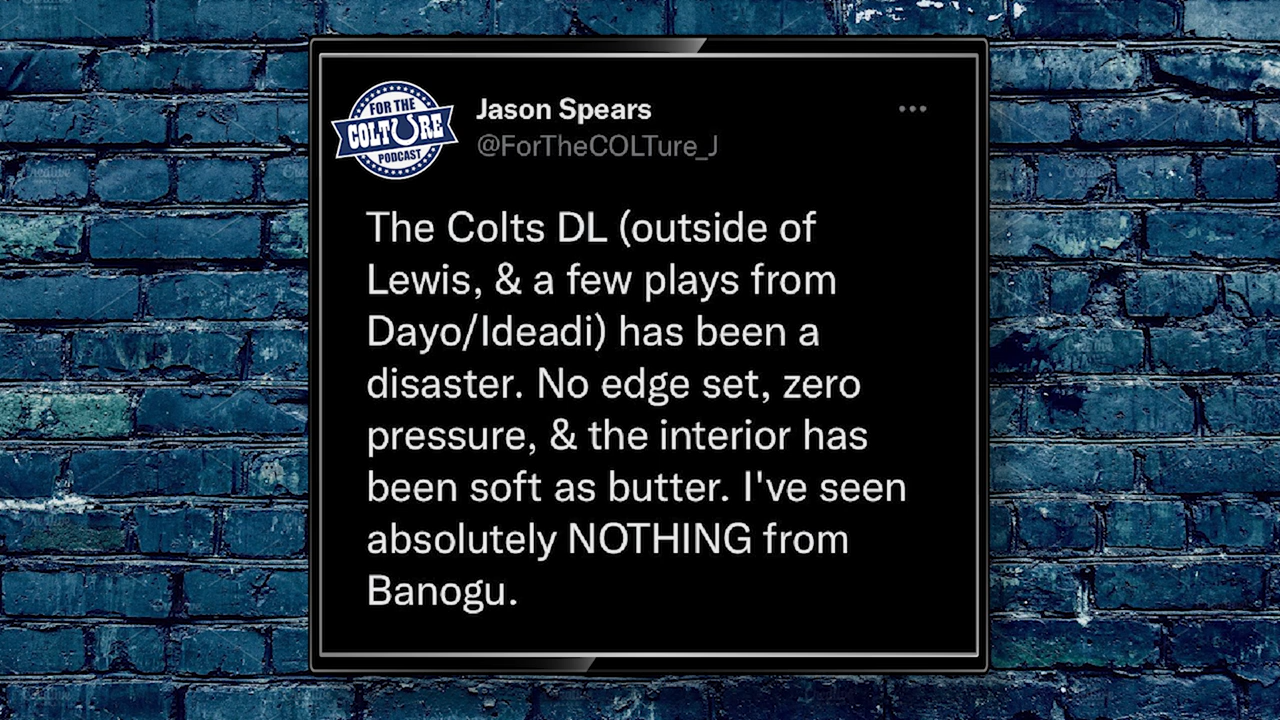 FOR THE
COLTURE
PODCAST
Jason Spears
@ForTheCOLTure_J
The Colts DL (outside of
Lewis, & a few plays from
Dayo/Ideadi) has been a
disaster. No edge set, zero
pressure, & the interior has
been soft as butter. I've seen
absolutely NOTHING from
Banogu.